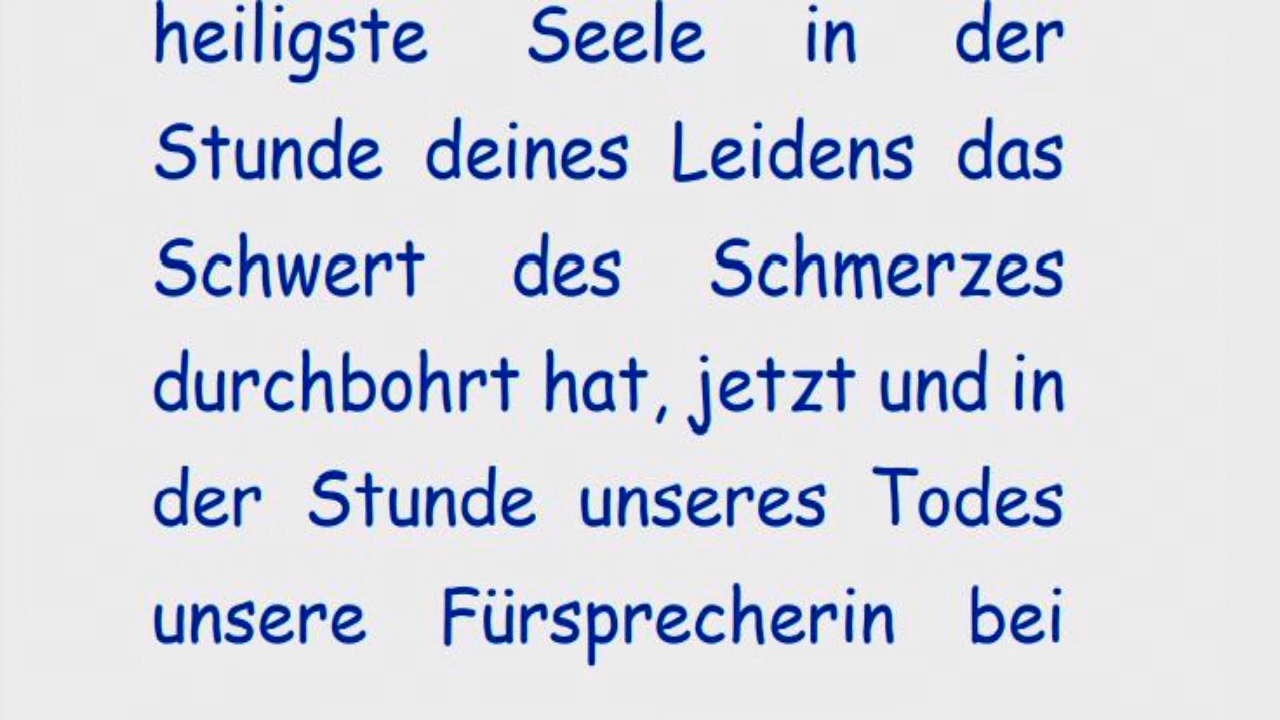 heiligste Seele in der
Stunde deines Leidens das
Schwert des Schmerzes
durchbohrt hat, jetzt und in
der Stunde unseres Todes
unsere Fürsprecherin bei